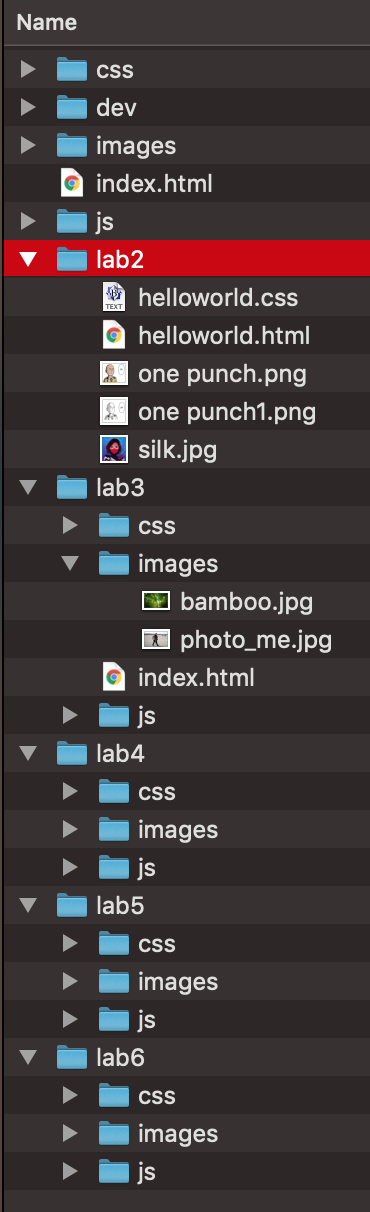 Name
css
dev
images
index.html
js
lab2
TEXT
helloworld.css
helloworld.html
one punch.png
one punch1.png
silk.jpg
lab3
css
images
bamboo.jpg
photo_me.jpg
index.html
js
lab4
css
images
js
lab5
css
images
js
lab6
css
images
js